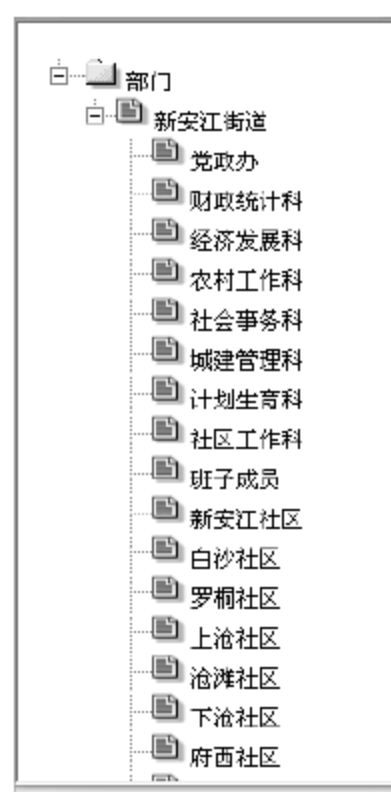 部门
新安江街道
党政办
财政统计科
经济发展科
农村工作科
社会事务科
城建管理科
计划生育科
社区工作科
班子成员
新安江社区
白沙社区
罗桐社区
上沧社区
沧滩社区
下沧社区
府西社区